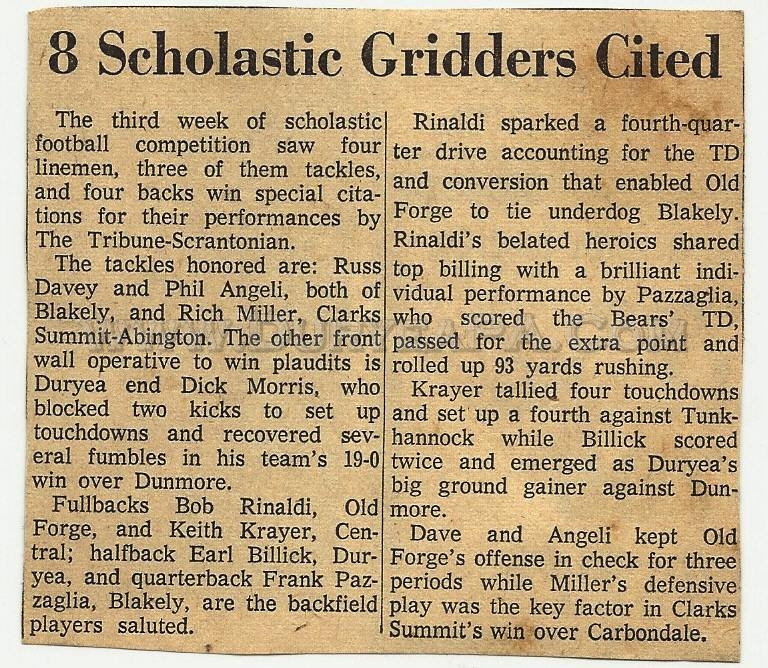 8 Scholastic Gridders Cited
The third week of scholastic
football competition saw four
linemen, three of them tackles,
and four backs win special cita-
tions for their performances by
The Tribune-Scrantonian.
The tackles honored are: Russ
Davey and Phil Angeli, both of
Blakely, and Rich Miller, Clarks
Summit-Abington. The other front
wall operative to win plaudits is
Duryea end Dick Morris, who
blocked two kicks to set up
touchdowns and recovered sev-
eral fumbles in his team's 19-0
win over Dunmore.
Fullbacks Bob Rinaldi, Old
Forge, and Keith Krayer, Cen-
tral; halfback Earl Billick, Dur-
yea, and quarterback Frank Paz-
zaglia, Blakely, are the backfield
players saluted.
Rinaldi sparked a fourth-quar-
ter drive accounting for the TD
and conversion that enabled Old
Forge to tie underdog Blakely.
Rinaldi's belated heroics shared
top billing with a brilliant indi-
vidual performance by Pazzaglia,
who scored the Bears' TD,
passed for the extra point and
rolled up 93 yards rushing.
Krayer tallied four touchdowns
and set up a fourth against Tunk-
hannock while Billick scored
twice and emerged as Duryea's
big ground gainer against Dun-
more.
Dave and Angeli kept Old
Forge's offense in check for three
periods while Miller's defensive
play was the key factor in Clarks
Summit's win over Carbondale.